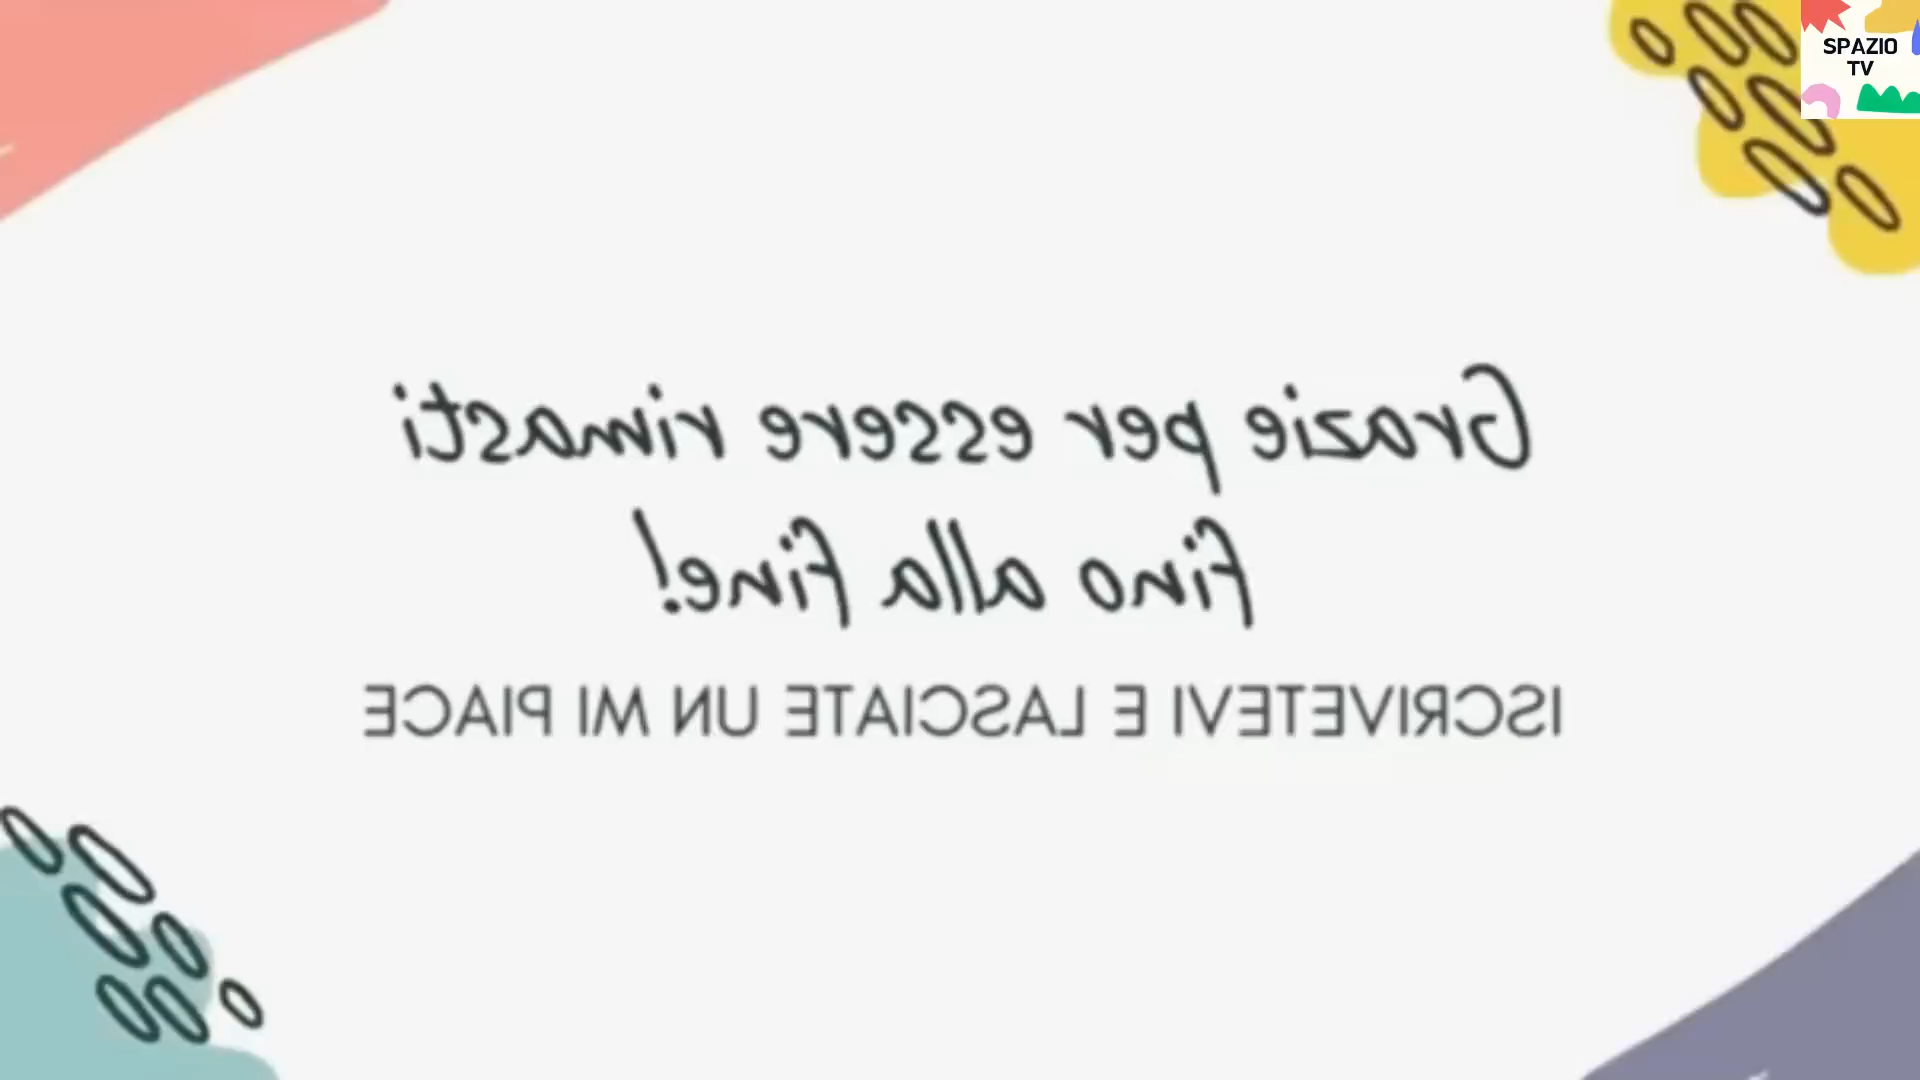 SPAZIO
TV
Grazie per essere rimasti
fino alla fine!
ISCRIVETEVI E LASCIATE UN MI PIACE